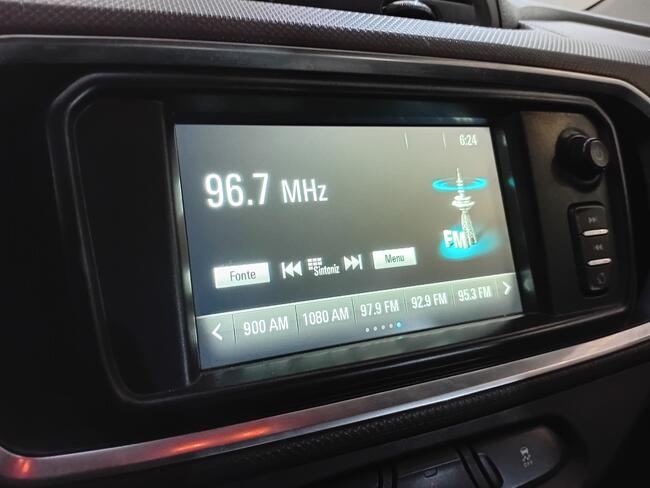 6:24
96.7 MHz
FM
Fonte
Sintoniz
Menu
900 AM
1080 AM
97.9 FM
92.9 FM
95.3 FM
OFF